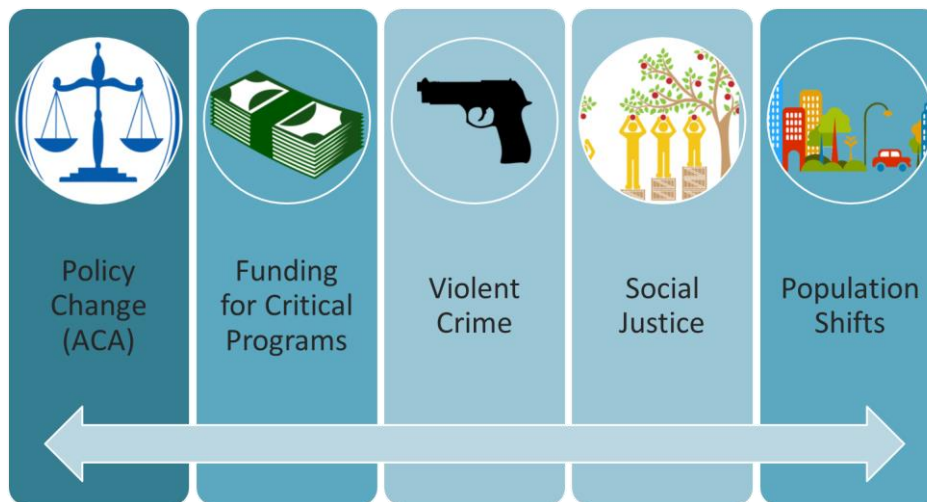 Policy
Change
(ACA)
Funding
for Critical
Programs
Violent
Crime
Social
Justice
Population
Shifts